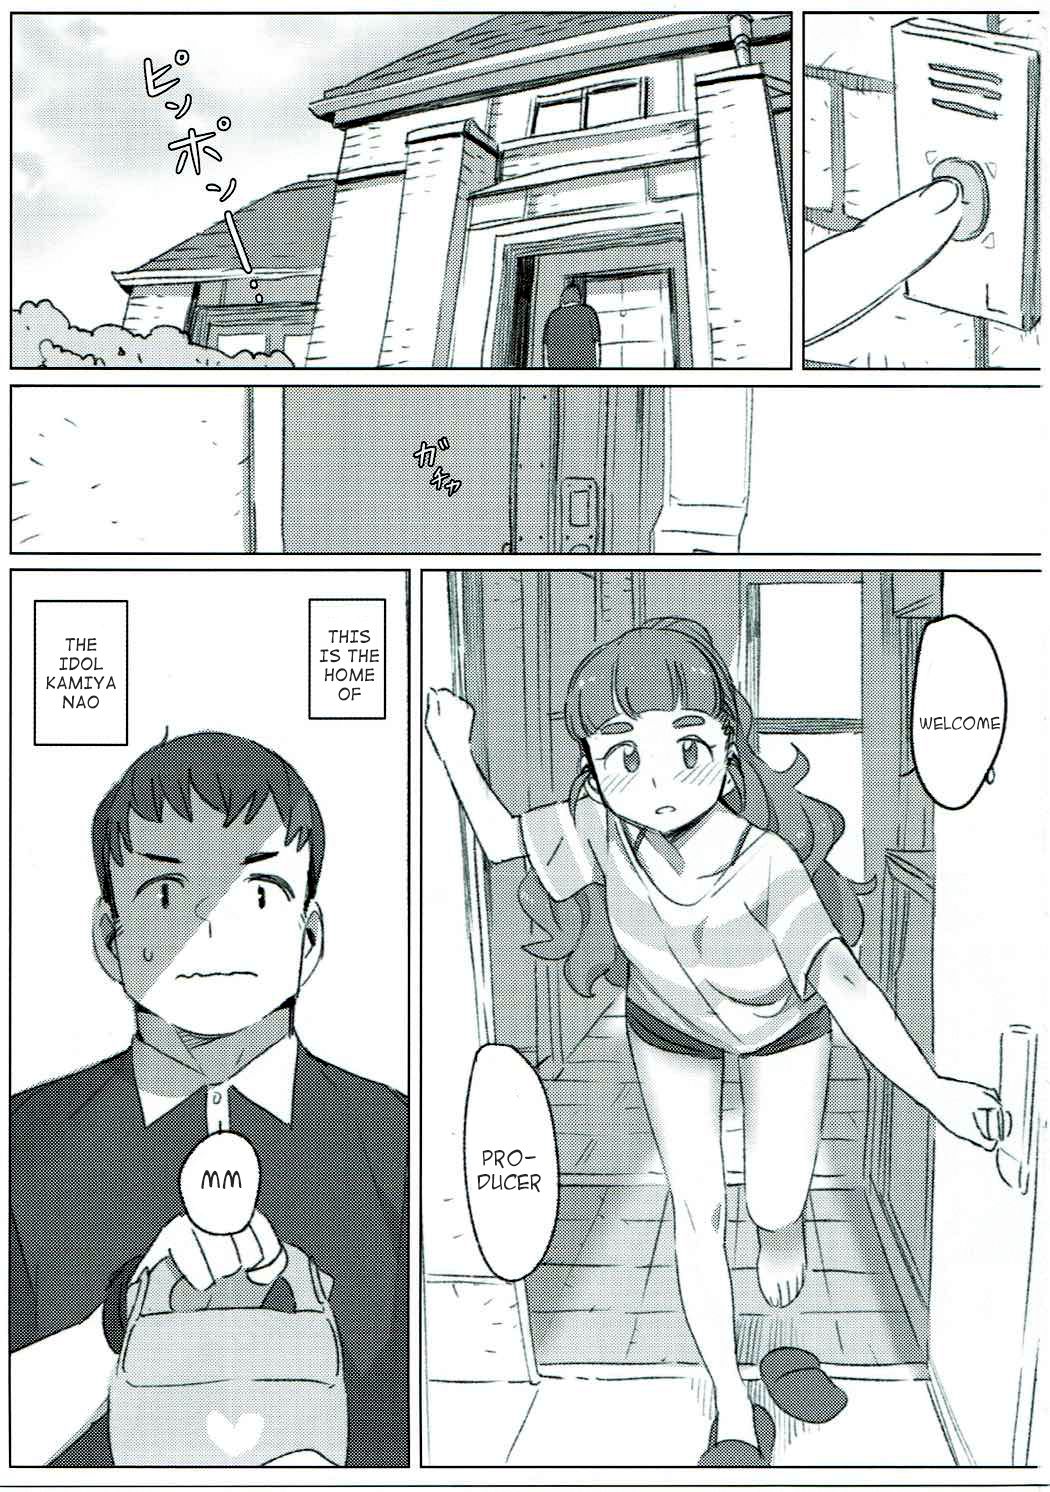 ピンポンー...
ガチャ
WELCOME
PRO-
DUCER
THIS
IS THE
HOME
OF
THE
IDOL
KAMIYA
NAO
MM